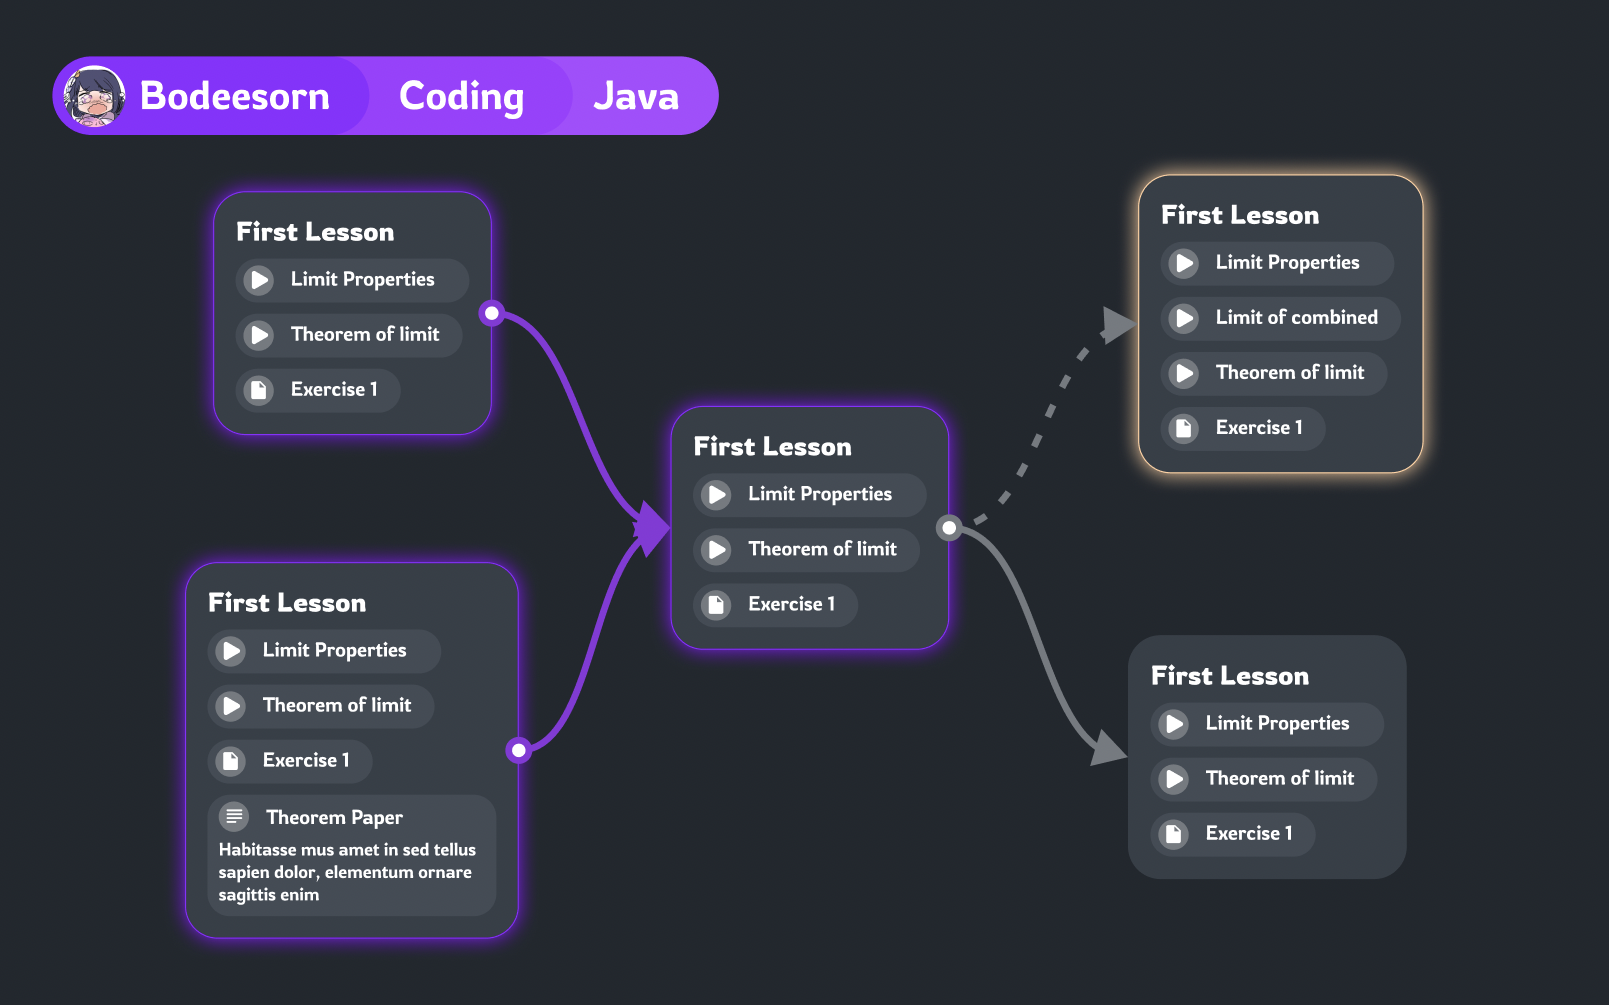 Bodeesorn
Coding
Java
First Lesson
Limit Properties
Theorem of limit
Exercise 1
First Lesson
Limit Properties
Theorem of limit
Exercise 1
Theorem Paper
Habitasse mus amet in sed tellus
sapien dolor, elementum ornare
sagittis enim
First Lesson
Limit Properties
Theorem of limit
Exercise 1
First Lesson
Limit Properties
Limit of combined
Theorem of limit
Exercise 1
First Lesson
Limit Properties
Theorem of limit
Exercise 1